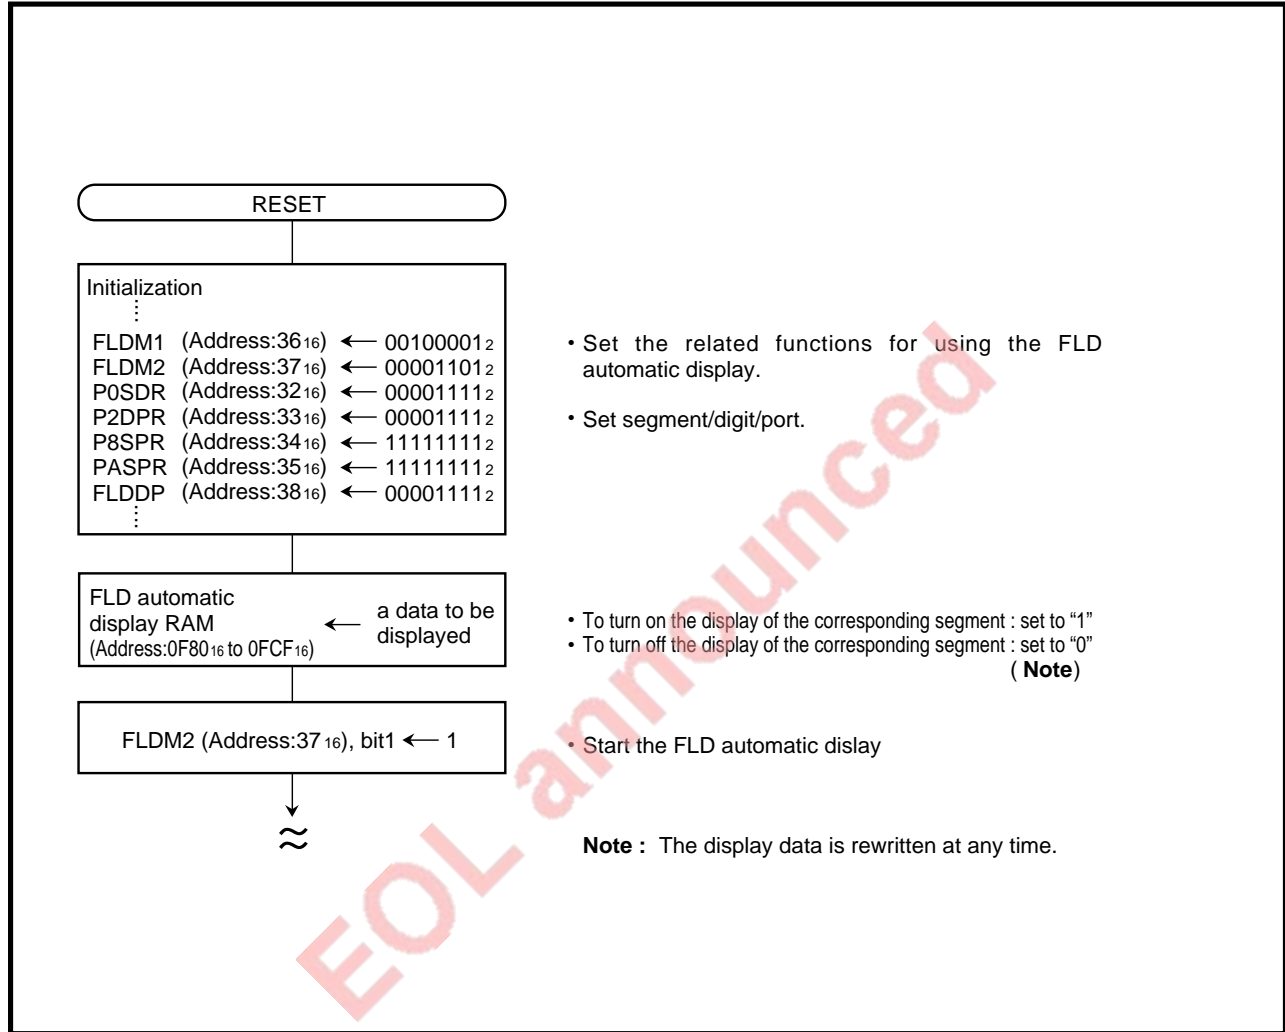 RESET
Initialization
FLDM1 (Address:36₁₆) ← 00100001₂
FLDM2 (Address:37₁₆) ← 00001101₂
P0SDR (Address:32₁₆) ← 00001111₂
P2DPR (Address:33₁₆) ← 00001111₂
P8SPR (Address:34₁₆) ← 11111111₂
PASPR (Address:35₁₆) ← 11111111₂
FLDDP (Address:38₁₆) ← 00001111₂
• Set the related functions for using the FLD
automatic display.
• Set segment/digit/port.
FLD automatic
display RAM
(Address:0F80₁₆ to 0FCF₁₆)
← a data to be
displayed
• To turn on the display of the corresponding segment : set to “1”
• To turn off the display of the corresponding segment : set to “0”
( Note)
FLDM2 (Address:37₁₆), bit1 ← 1
• Start the FLD automatic dislay
≈
Note : The display data is rewritten at any time.
EOL announced